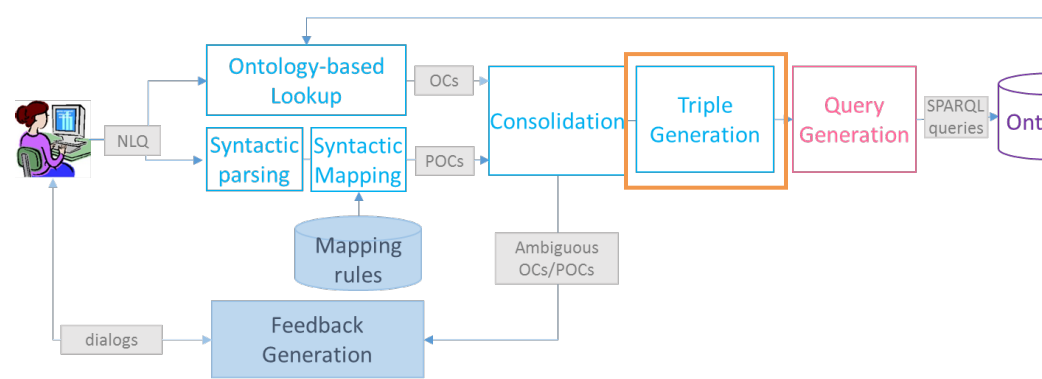 Ontology-based
Lookup
OCs
NLQ
Syntactic
parsing
Syntactic
Mapping
POCs
Consolidation
Triple
Generation
Query
Generation
SPARQL
queries
Ont
Mapping
rules
Ambiguous
OCs/POCs
Feedback
Generation
dialogs